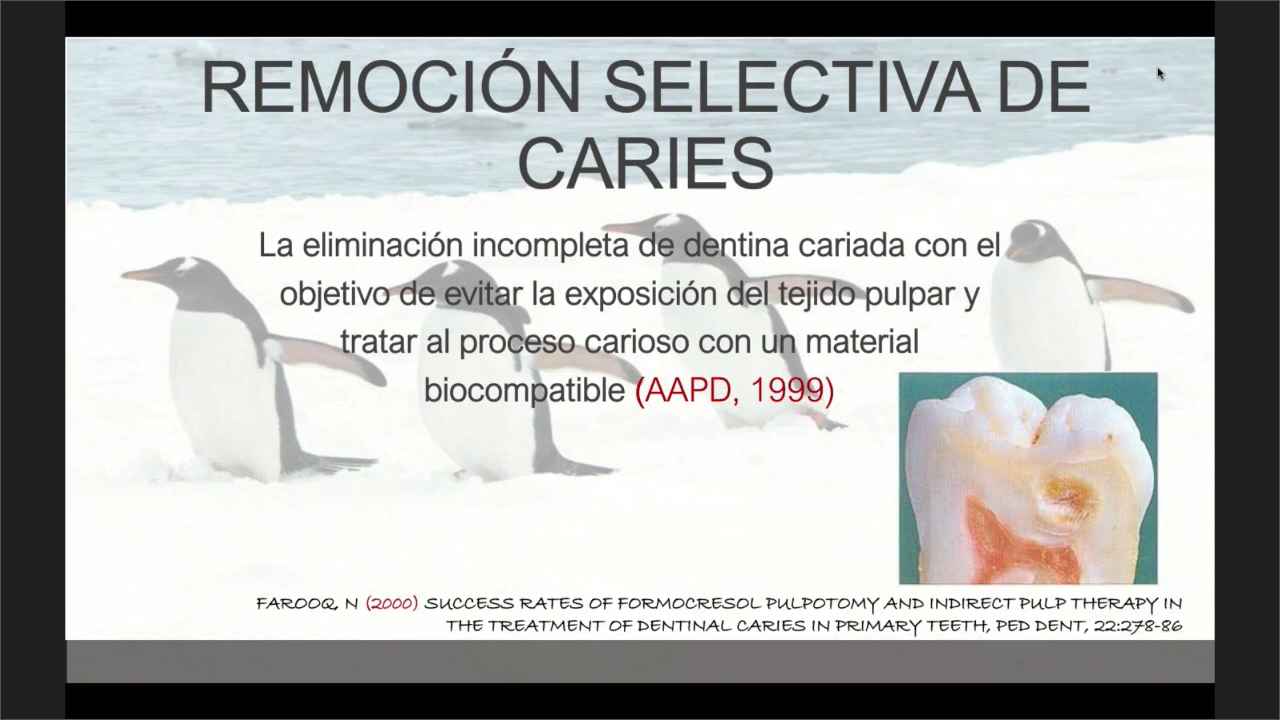 REMOCIÓN SELECTIVA DE
CARIES
La eliminación incompleta de dentina cariada con el
objetivo de evitar la exposición del tejido pulpar y
tratar al proceso carioso con un material
biocompatible (AAPD, 1999)
FAROOQ, N (2000) SUCCESS RATES OF FORMOCRESOL PULPOTOMY AND INDIRECT PULP THERAPY IN
THE TREATMENT OF DENTINAL CARIES IN PRIMARY TEETH, PED DENT, 22:278-86